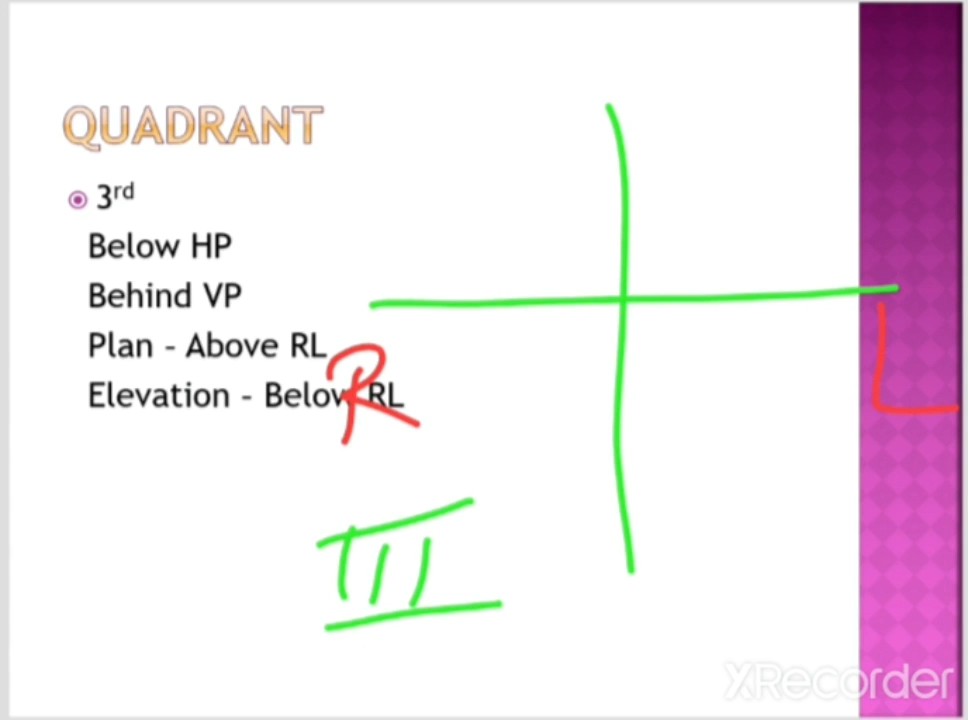 QUADRANT
3rd
Below HP
Behind VP
Plan - Above RL
Elevation - Below RL
R
L
III
XRecorder